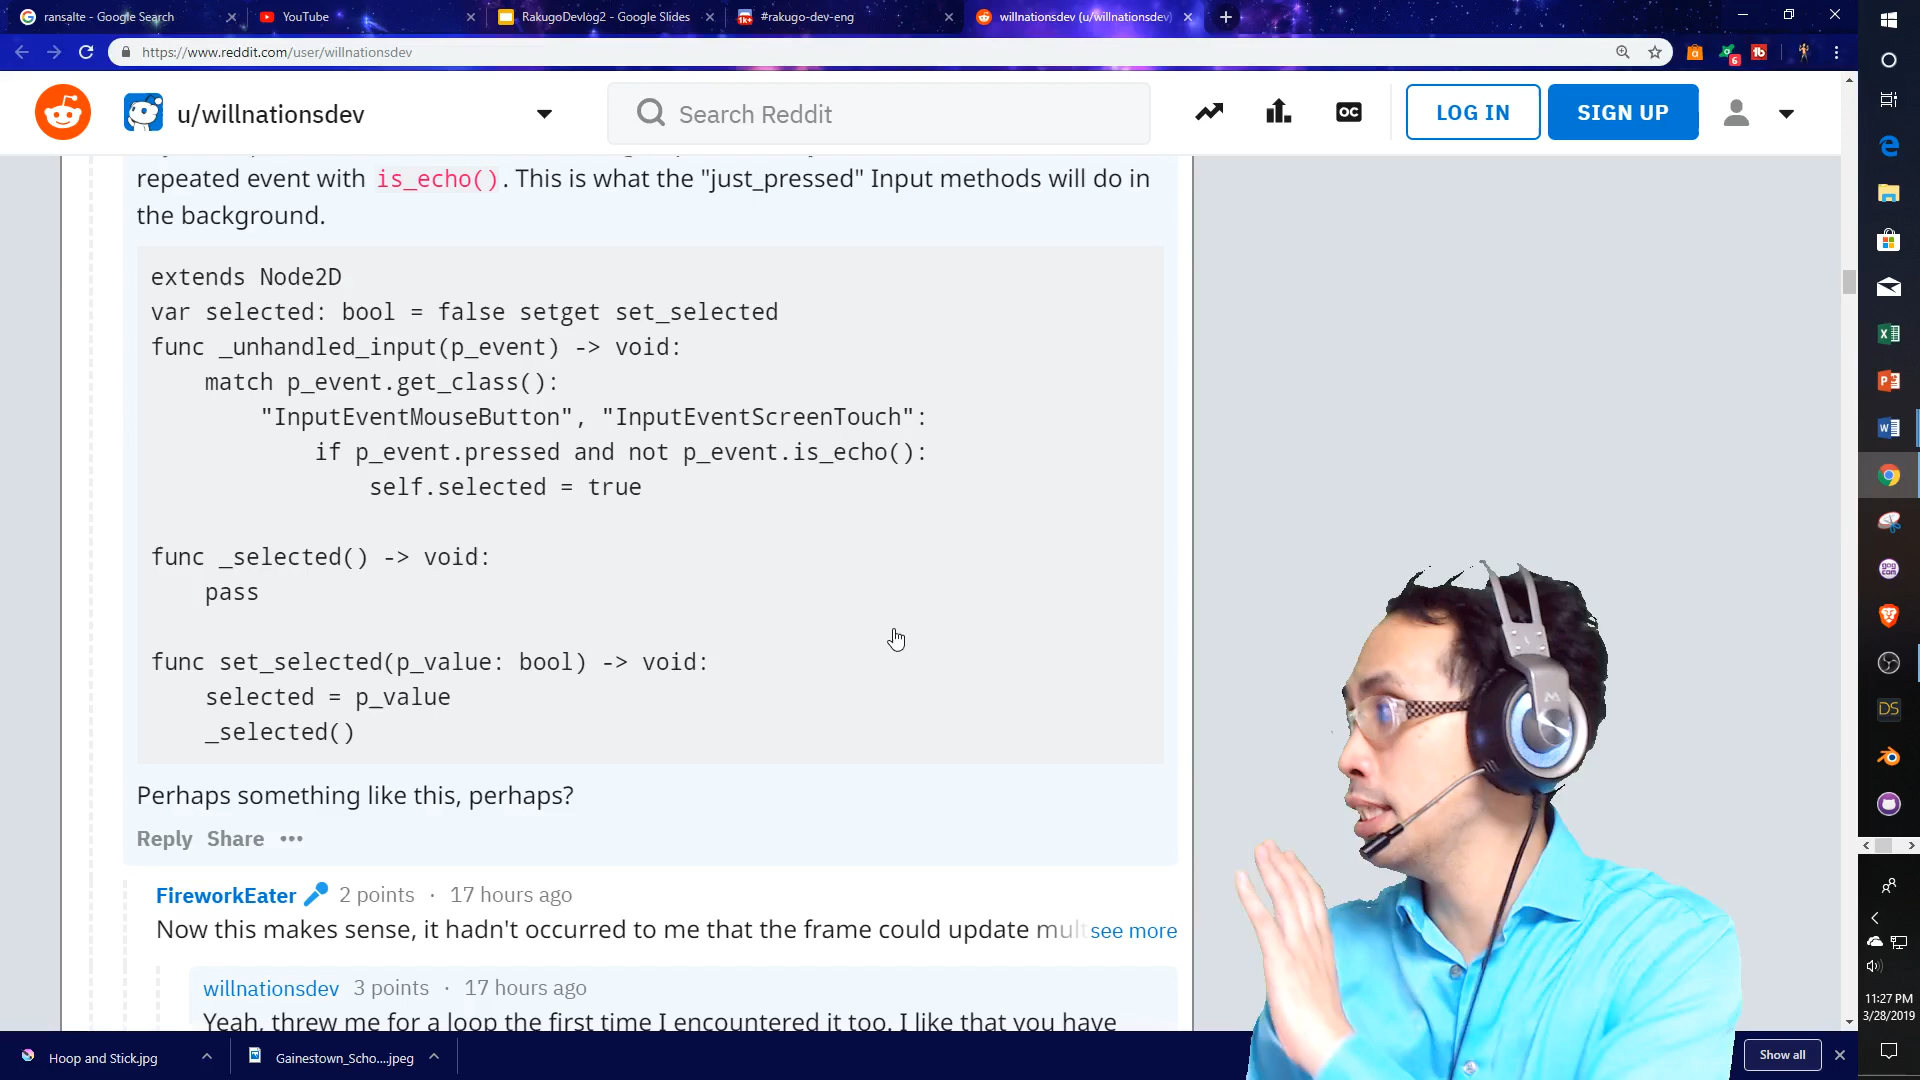 ransalte - Google Search
YouTube
RakugoDevlog2 - Google Slides
#rakugo-dev-eng
willnationsdev (u/willnationsdev)
https://www.reddit.com/user/willnationsdev
u/willnationsdev
Search Reddit
LOG IN
SIGN UP
repeated event with is_echo(). This is what the "just_pressed" Input methods will do in
the background.
extends Node2D
var selected: bool = false setget set_selected
func _unhandled_input(p_event) -> void:
match p_event.get_class():
"InputEventMouseButton", "InputEventScreenTouch":
if p_event.pressed and not p_event.is_echo():
self.selected = true
func _selected() -> void:
pass
func set_selected(p_value: bool) -> void:
selected = p_value
_selected()
Perhaps something like this, perhaps?
Reply Share •••
FireworkEater 2 points · 17 hours ago
Now this makes sense, it hadn't occurred to me that the frame could update mult see more
willnationsdev 3 points · 17 hours ago
Yeah, threw me for a loop the first time I encountered it too. I like that you have
Hoop and Stick.jpg
Gainestown_Scho....jpeg
Show all
11:27 PM
3/28/2019